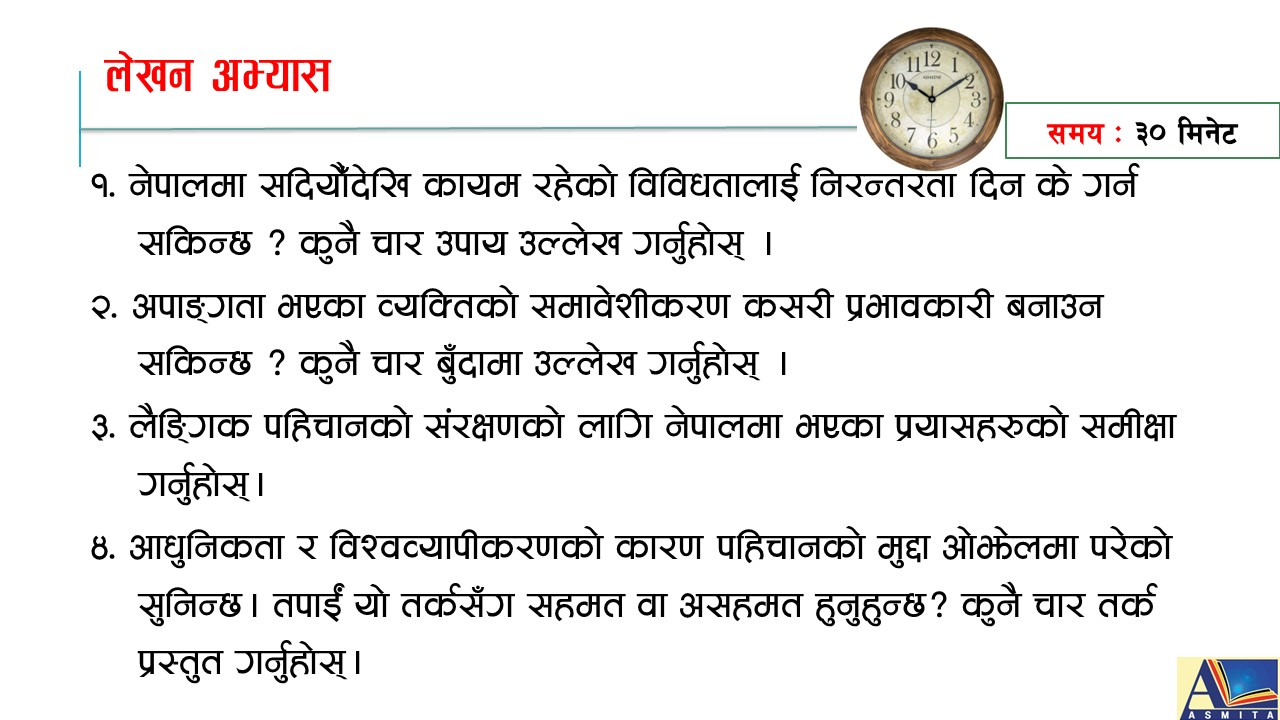 लेखन अभ्यास
समय : ३० मिनेट
१. नेपालमा सदियौंदेखि कायम रहेको विविधतालाई निरन्तरता दिन के गर्न
सकिन्छ ? कुनै चार उपाय उल्लेख गर्नुहोस् ।
२. अपाङ्गता भएका व्यक्तिको समावेशीकरण कसरी प्रभावकारी बनाउन
सकिन्छ ? कुनै चार बुँदामा उल्लेख गर्नुहोस् ।
३. लैङ्गिक पहिचानको संरक्षणको लागि नेपालमा भएका प्रयासहरुको समीक्षा
गर्नुहोस् ।
४. आधुनिकता र विश्वव्यापीकरणको कारण पहिचानको मुद्दा ओझेलमा परेको
सुनिन्छ । तपाईं यो तर्कसँग सहमत वा असहमत हुनुहुन्छ? कुनै चार तर्क
प्रस्तुत गर्नुहोस् ।
ASMITA